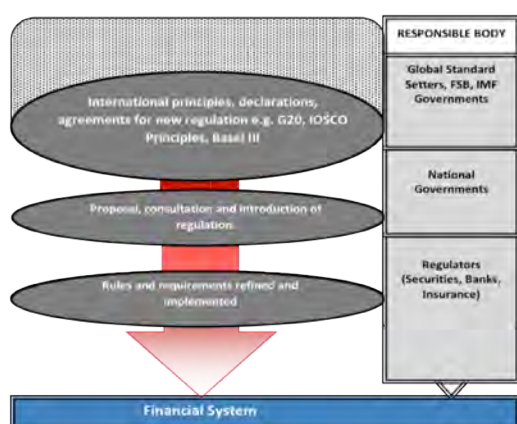 RESPONSIBLE BODY
International principles, declarations,
agreements for new regulation e.g. G20, IOSCO
Principles, Basel III
Global Standard
Setters, FSB, IMF
Governments
Proposal, consultation and introduction of
regulation
National
Governments
Rules and requirements refined and
implemented
Regulators
(Securities, Banks,
Insurance)
Financial System